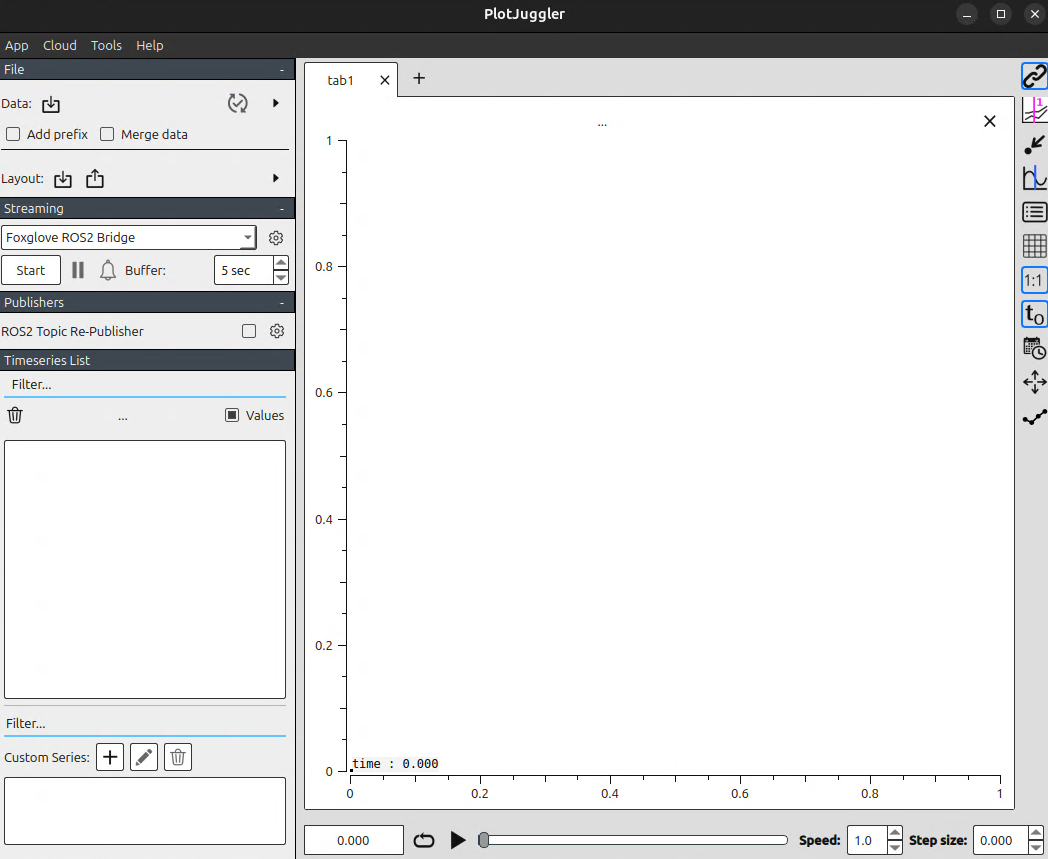 PlotJuggler
App Cloud Tools Help
File -
tab1
Data:
Add prefix Merge data
...
Layout:
Streaming -
Foxglove ROS2 Bridge
Start Buffer: 5 sec
Publishers -
ROS2 Topic Re-Publisher
Timeseries List
Filter...
... Values
Filter...
Custom Series:
1
0.8
0.6
0.4
0.2
0
time : 0.000
0 0.2 0.4 0.6 0.8 1
1
1:1
t0
0.000 Speed: 1.0 Step size: 0.000